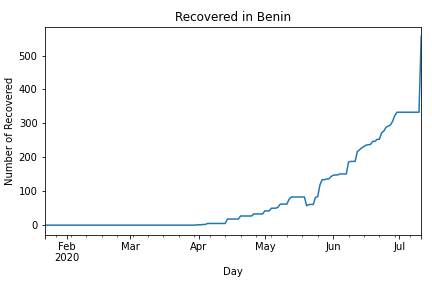 Recovered in Benin
Number of Recovered
500
400
300
200
100
0
Feb
2020
Mar
Apr
May
Jun
Jul
Day